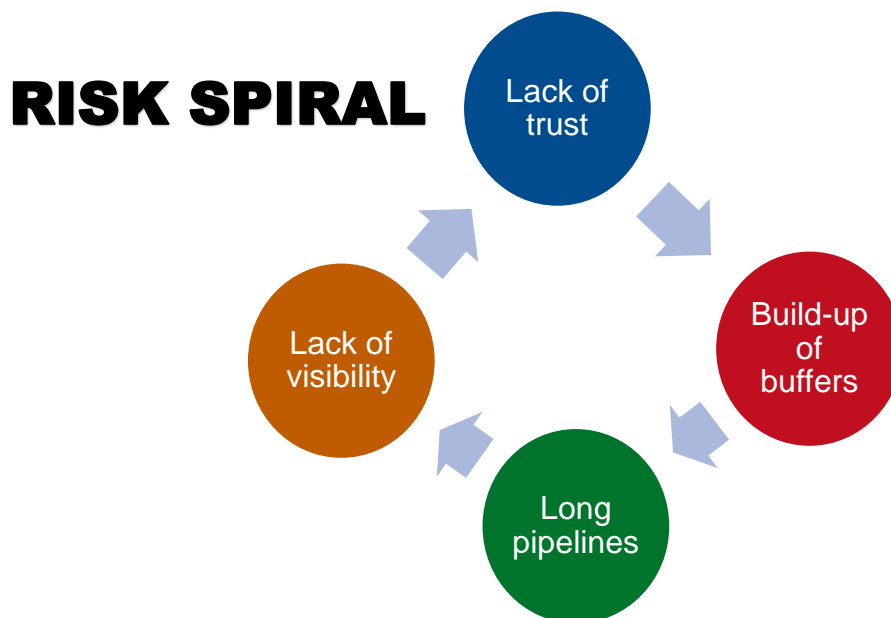 RISK SPIRAL
Lack of
trust
Build-up
of
buffers
Long
pipelines
Lack of
visibility